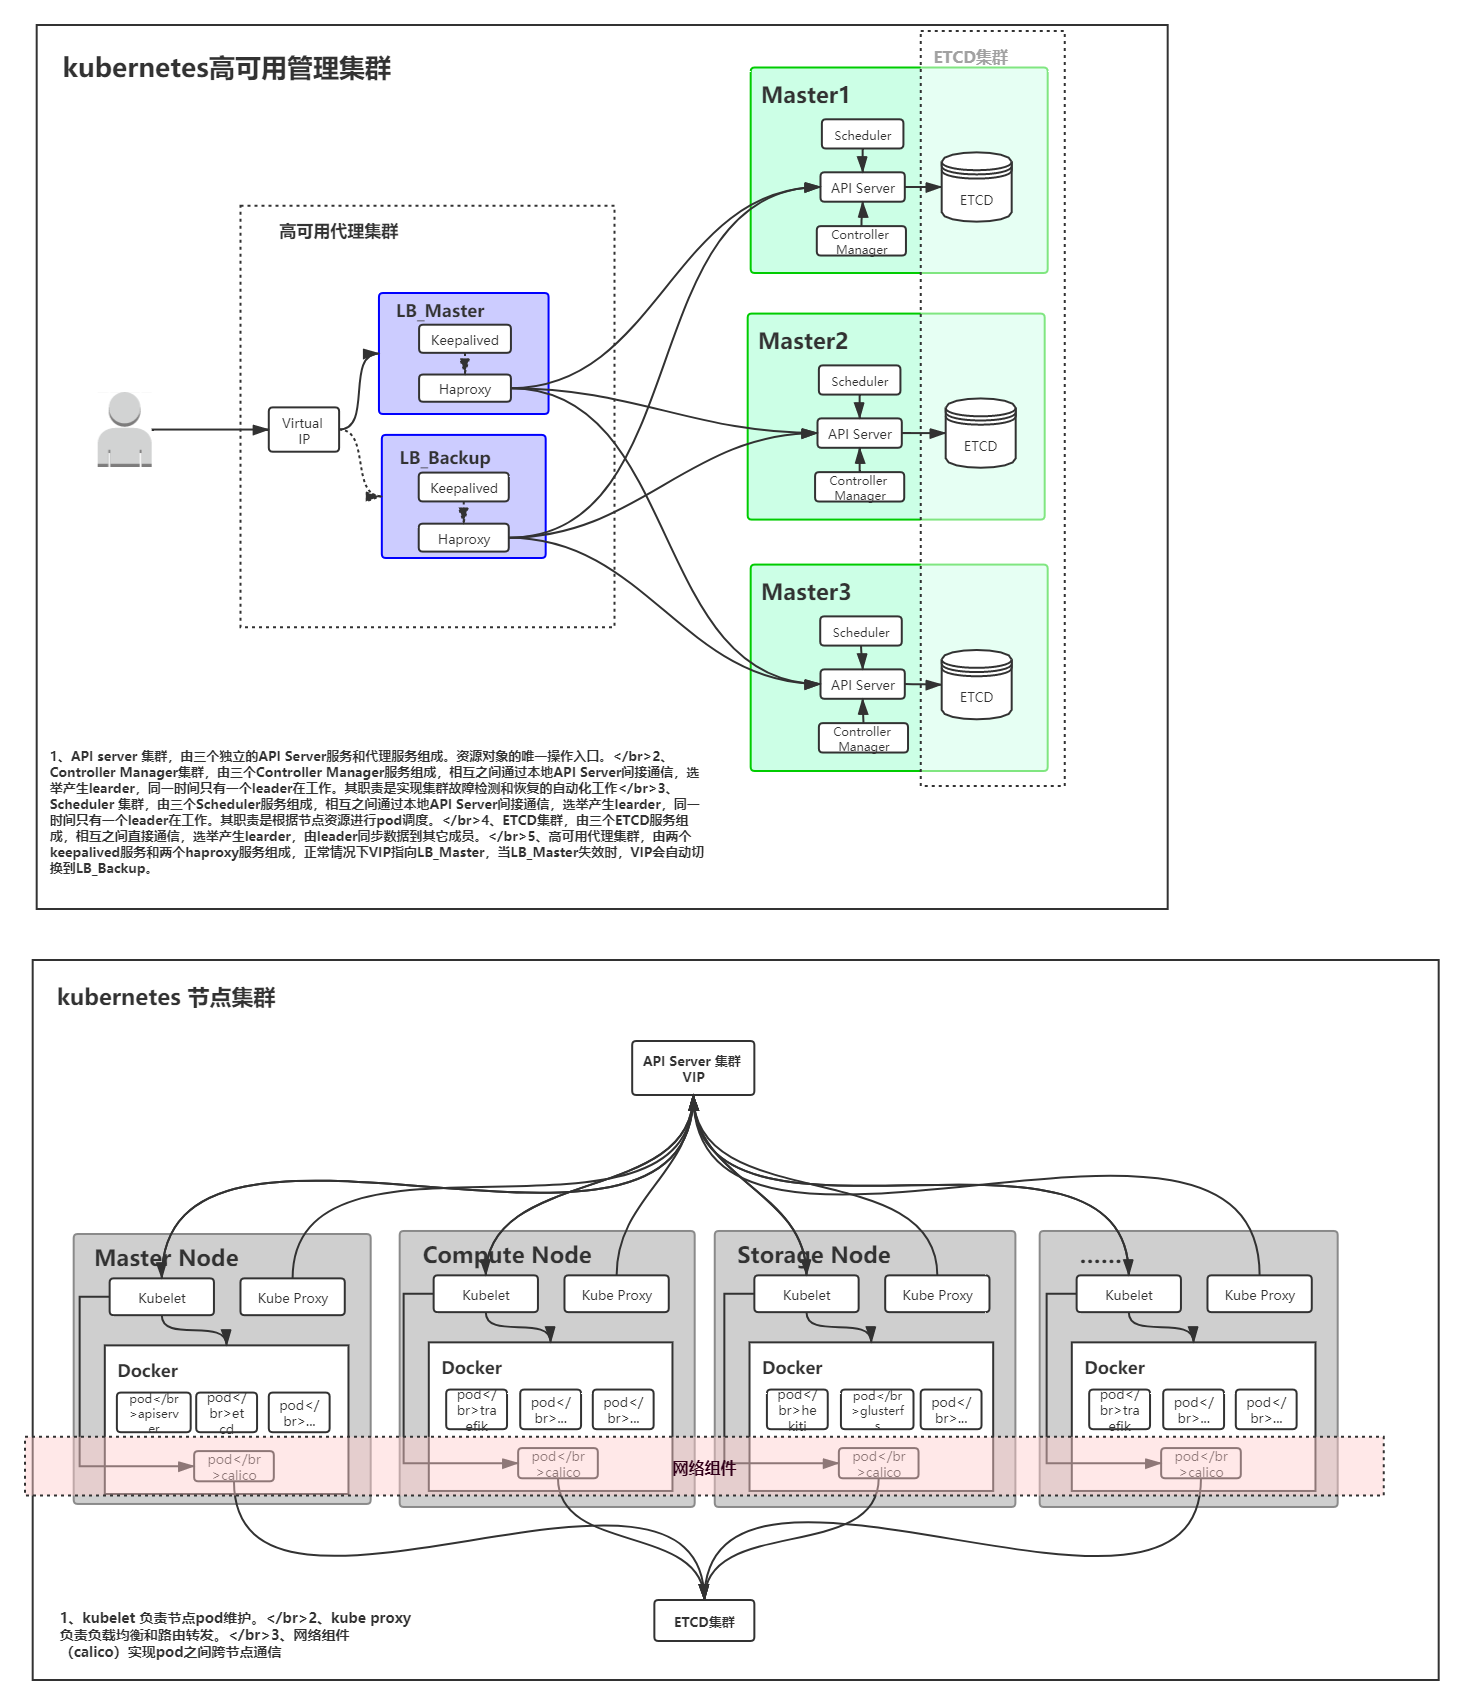 kubernetes高可用管理集群
ETCD集群
Master1
Scheduler
API Server
ETCD
Controller
Manager
高可用代理集群
LB_Master
Keepalived
Haproxy
Virtual
IP
LB_Backup
Keepalived
Haproxy
Master2
Scheduler
API Server
ETCD
Controller
Manager
Master3
Scheduler
API Server
ETCD
Controller
Manager
1、API server 集群，由三个独立的API Server服务和代理服务组成。资源对象的唯一操作入口。</br>2、
Controller Manager集群，由三个Controller Manager服务组成，相互之间通过本地API Server间接通信，选
举产生learder，同一时间只有一个leader在工作。其职责是实现集群故障检测和恢复的自动化工作</br>3、
Scheduler 集群，由三个Scheduler服务组成，相互之间通过本地API Server间接通信，选举产生learder，同一
时间只有一个leader在工作。其职责是根据节点资源进行pod调度。</br>4、ETCD集群，由三个ETCD服务组
成，相互之间直接通信，选举产生learder，由leader同步数据到其它成员。</br>5、高可用代理集群，由两个
keepalived服务和两个haproxy服务组成，正常情况下VIP指向LB_Master，当LB_Master失效时，VIP会自动切
换到LB_Backup。
kubernetes 节点集群
API Server 集群
VIP
Master Node
Kubelet
Kube Proxy
Docker
pod</br
>apiserv
er
pod</
br>et
cd
pod</
br>...
pod</br
>calico
Compute Node
Kubelet
Kube Proxy
Docker
pod</
br>tra
efik
pod</
br>...
pod</
br>...
pod</br
>calico
网络组件
Storage Node
Kubelet
Kube Proxy
Docker
pod</
br>he
kiti
pod</br
>glusterf
s
pod</
br>...
pod</br
>calico
......
Kubelet
Kube Proxy
Docker
pod</
br>tra
efik
pod</
br>...
pod</
br>...
pod</br
>calico
ETCD集群
1、kubelet 负责节点pod维护。</br>2、kube proxy
负责负载均衡和路由转发。</br>3、网络组件
（calico）实现pod之间跨节点通信